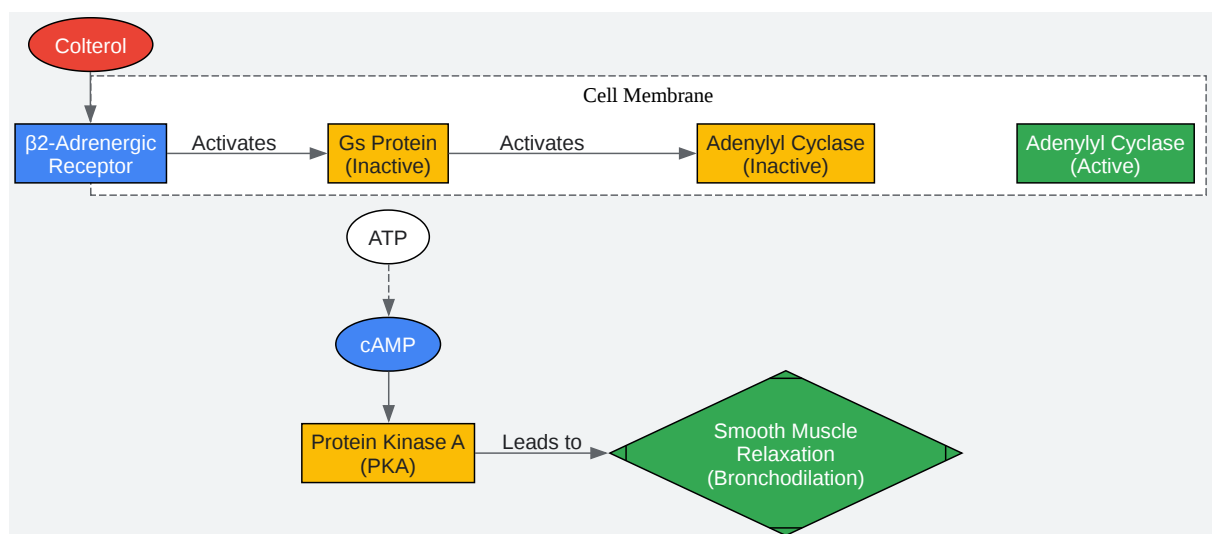 Colterol
Cell Membrane
β2-Adrenergic
Receptor
Activates
Gs Protein
(Inactive)
Activates
Adenylyl Cyclase
(Inactive)
Adenylyl Cyclase
(Active)
ATP
cAMP
Protein Kinase A
(PKA)
Leads to
Smooth Muscle
Relaxation
(Bronchodilation)